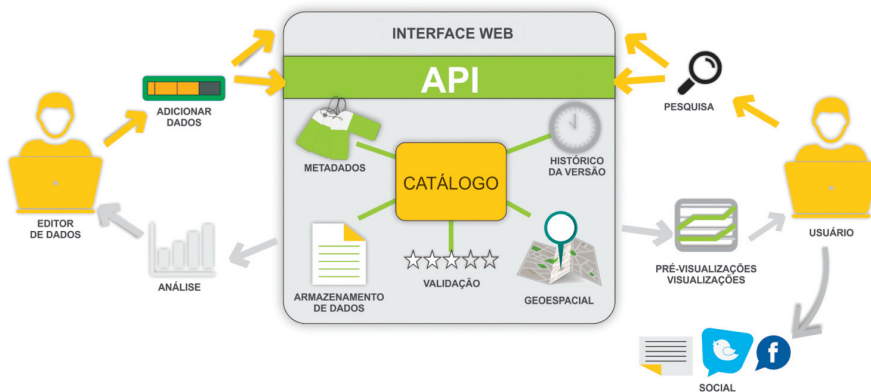 INTERFACE WEB
API
ADICIONAR
DADOS
PESQUISA
METADADOS
HISTÓRICO
DA VERSÃO
CATÁLOGO
EDITOR
DE DADOS
USUÁRIO
ANÁLISE
ARMAZENAMENTO
DE DADOS
VALIDAÇÃO
GEOESPACIAL
PRÉ-VISUALIZAÇÕES
VISUALIZAÇÕES
f
SOCIAL